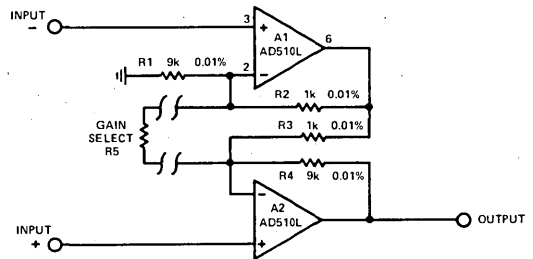 INPUT
−
3
+
A1
AD510L
6
2
−
R1 9k 0.01%
R2 1k 0.01%
R3 1k 0.01%
GAIN
SELECT
R5
R4 9k 0.01%
−
A2
AD510L
+
OUTPUT
INPUT
+